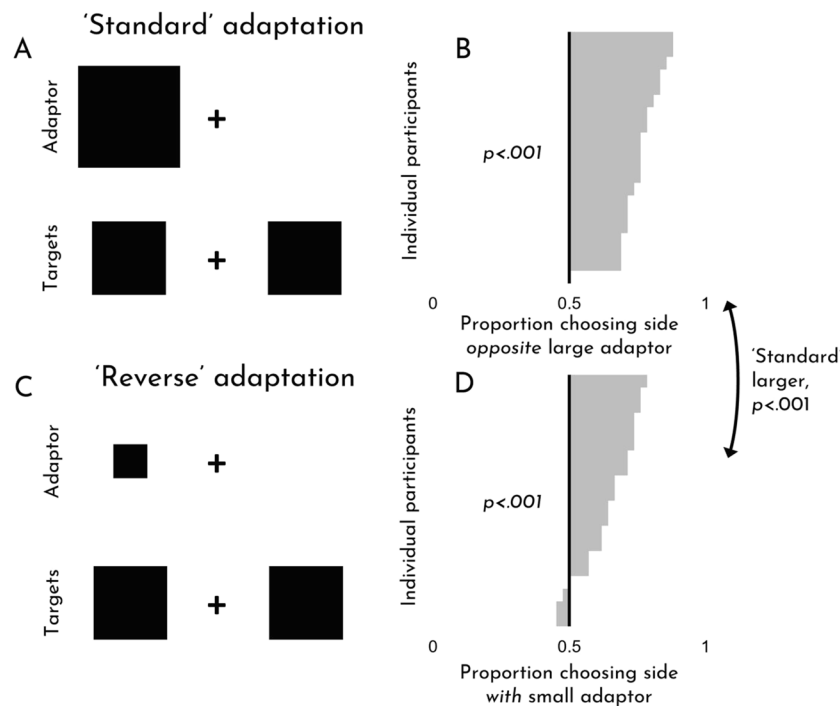 'Standard' adaptation
A
Adaptor
+
Targets
+
B
Individual participants
p<.001
0
0.5
1
Proportion choosing side
opposite large adaptor
'Reverse' adaptation
C
Adaptor
+
Targets
+
D
Individual participants
p<.001
0
0.5
1
Proportion choosing side
with small adaptor
'Standard
larger,
p<.001